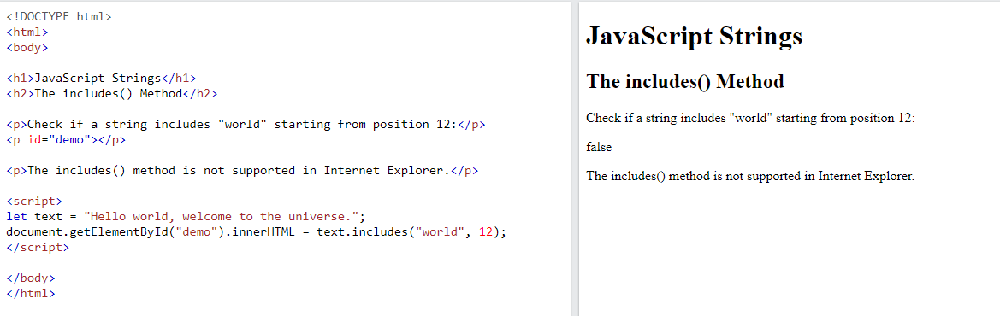 <!DOCTYPE html>
<html>
<body>
<h1>JavaScript Strings</h1>
<h2>The includes() Method</h2>
<p>Check if a string includes "world" starting from position 12:</p>
<p id="demo"></p>
<p>The includes() method is not supported in Internet Explorer.</p>
<script>
let text = "Hello world, welcome to the universe.";
document.getElementById("demo").innerHTML = text.includes("world", 12);
</script>
</body>
</html>
JavaScript Strings
The includes() Method
Check if a string includes "world" starting from position 12:
false
The includes() method is not supported in Internet Explorer.